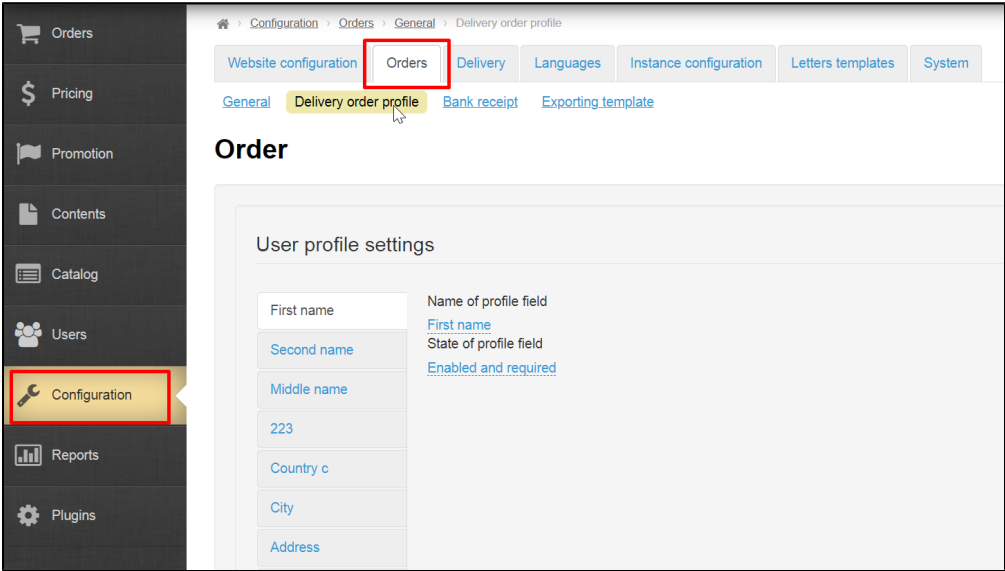 Orders
Pricing
Promotion
Contents
Catalog
Users
Configuration
Reports
Plugins
Configuration › Orders › General › Delivery order profile
Website configuration Orders Delivery Languages Instance configuration Letters templates System
General Delivery order profile Bank receipt Exporting template
Order
User profile settings
First name
Second name
Middle name
223
Country c
City
Address
Name of profile field
First name
State of profile field
Enabled and required